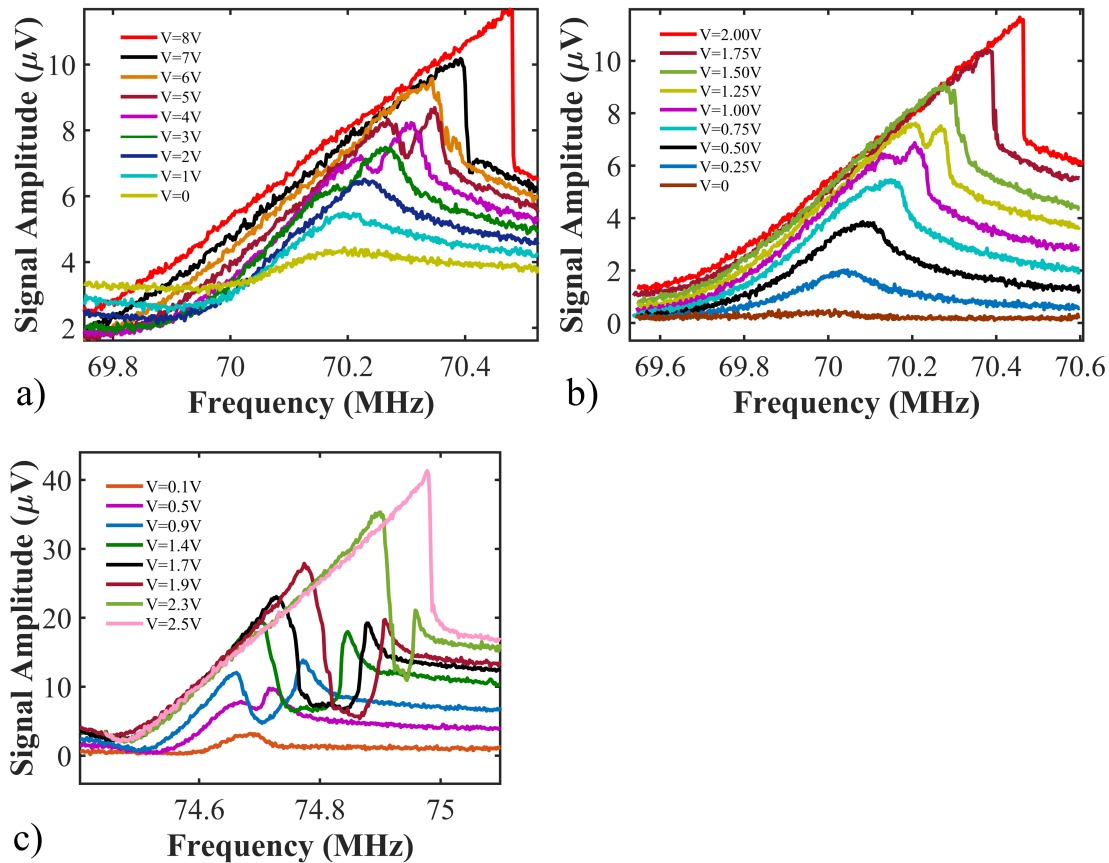 Signal Amplitude (μV)
10
8
6
4
2
V=8V
V=7V
V=6V
V=5V
V=4V
V=3V
V=2V
V=1V
V=0
69.8 70 70.2 70.4
Frequency (MHz)
a)
Signal Amplitude (μV)
10
8
6
4
2
0
V=2.00V
V=1.75V
V=1.50V
V=1.25V
V=1.00V
V=0.75V
V=0.50V
V=0.25V
V=0
69.6 69.8 70 70.2 70.4 70.6
Frequency (MHz)
b)
Signal Amplitude (μV)
40
30
20
10
0
V=0.1V
V=0.5V
V=0.9V
V=1.4V
V=1.7V
V=1.9V
V=2.3V
V=2.5V
74.6 74.8 75
Frequency (MHz)
c)